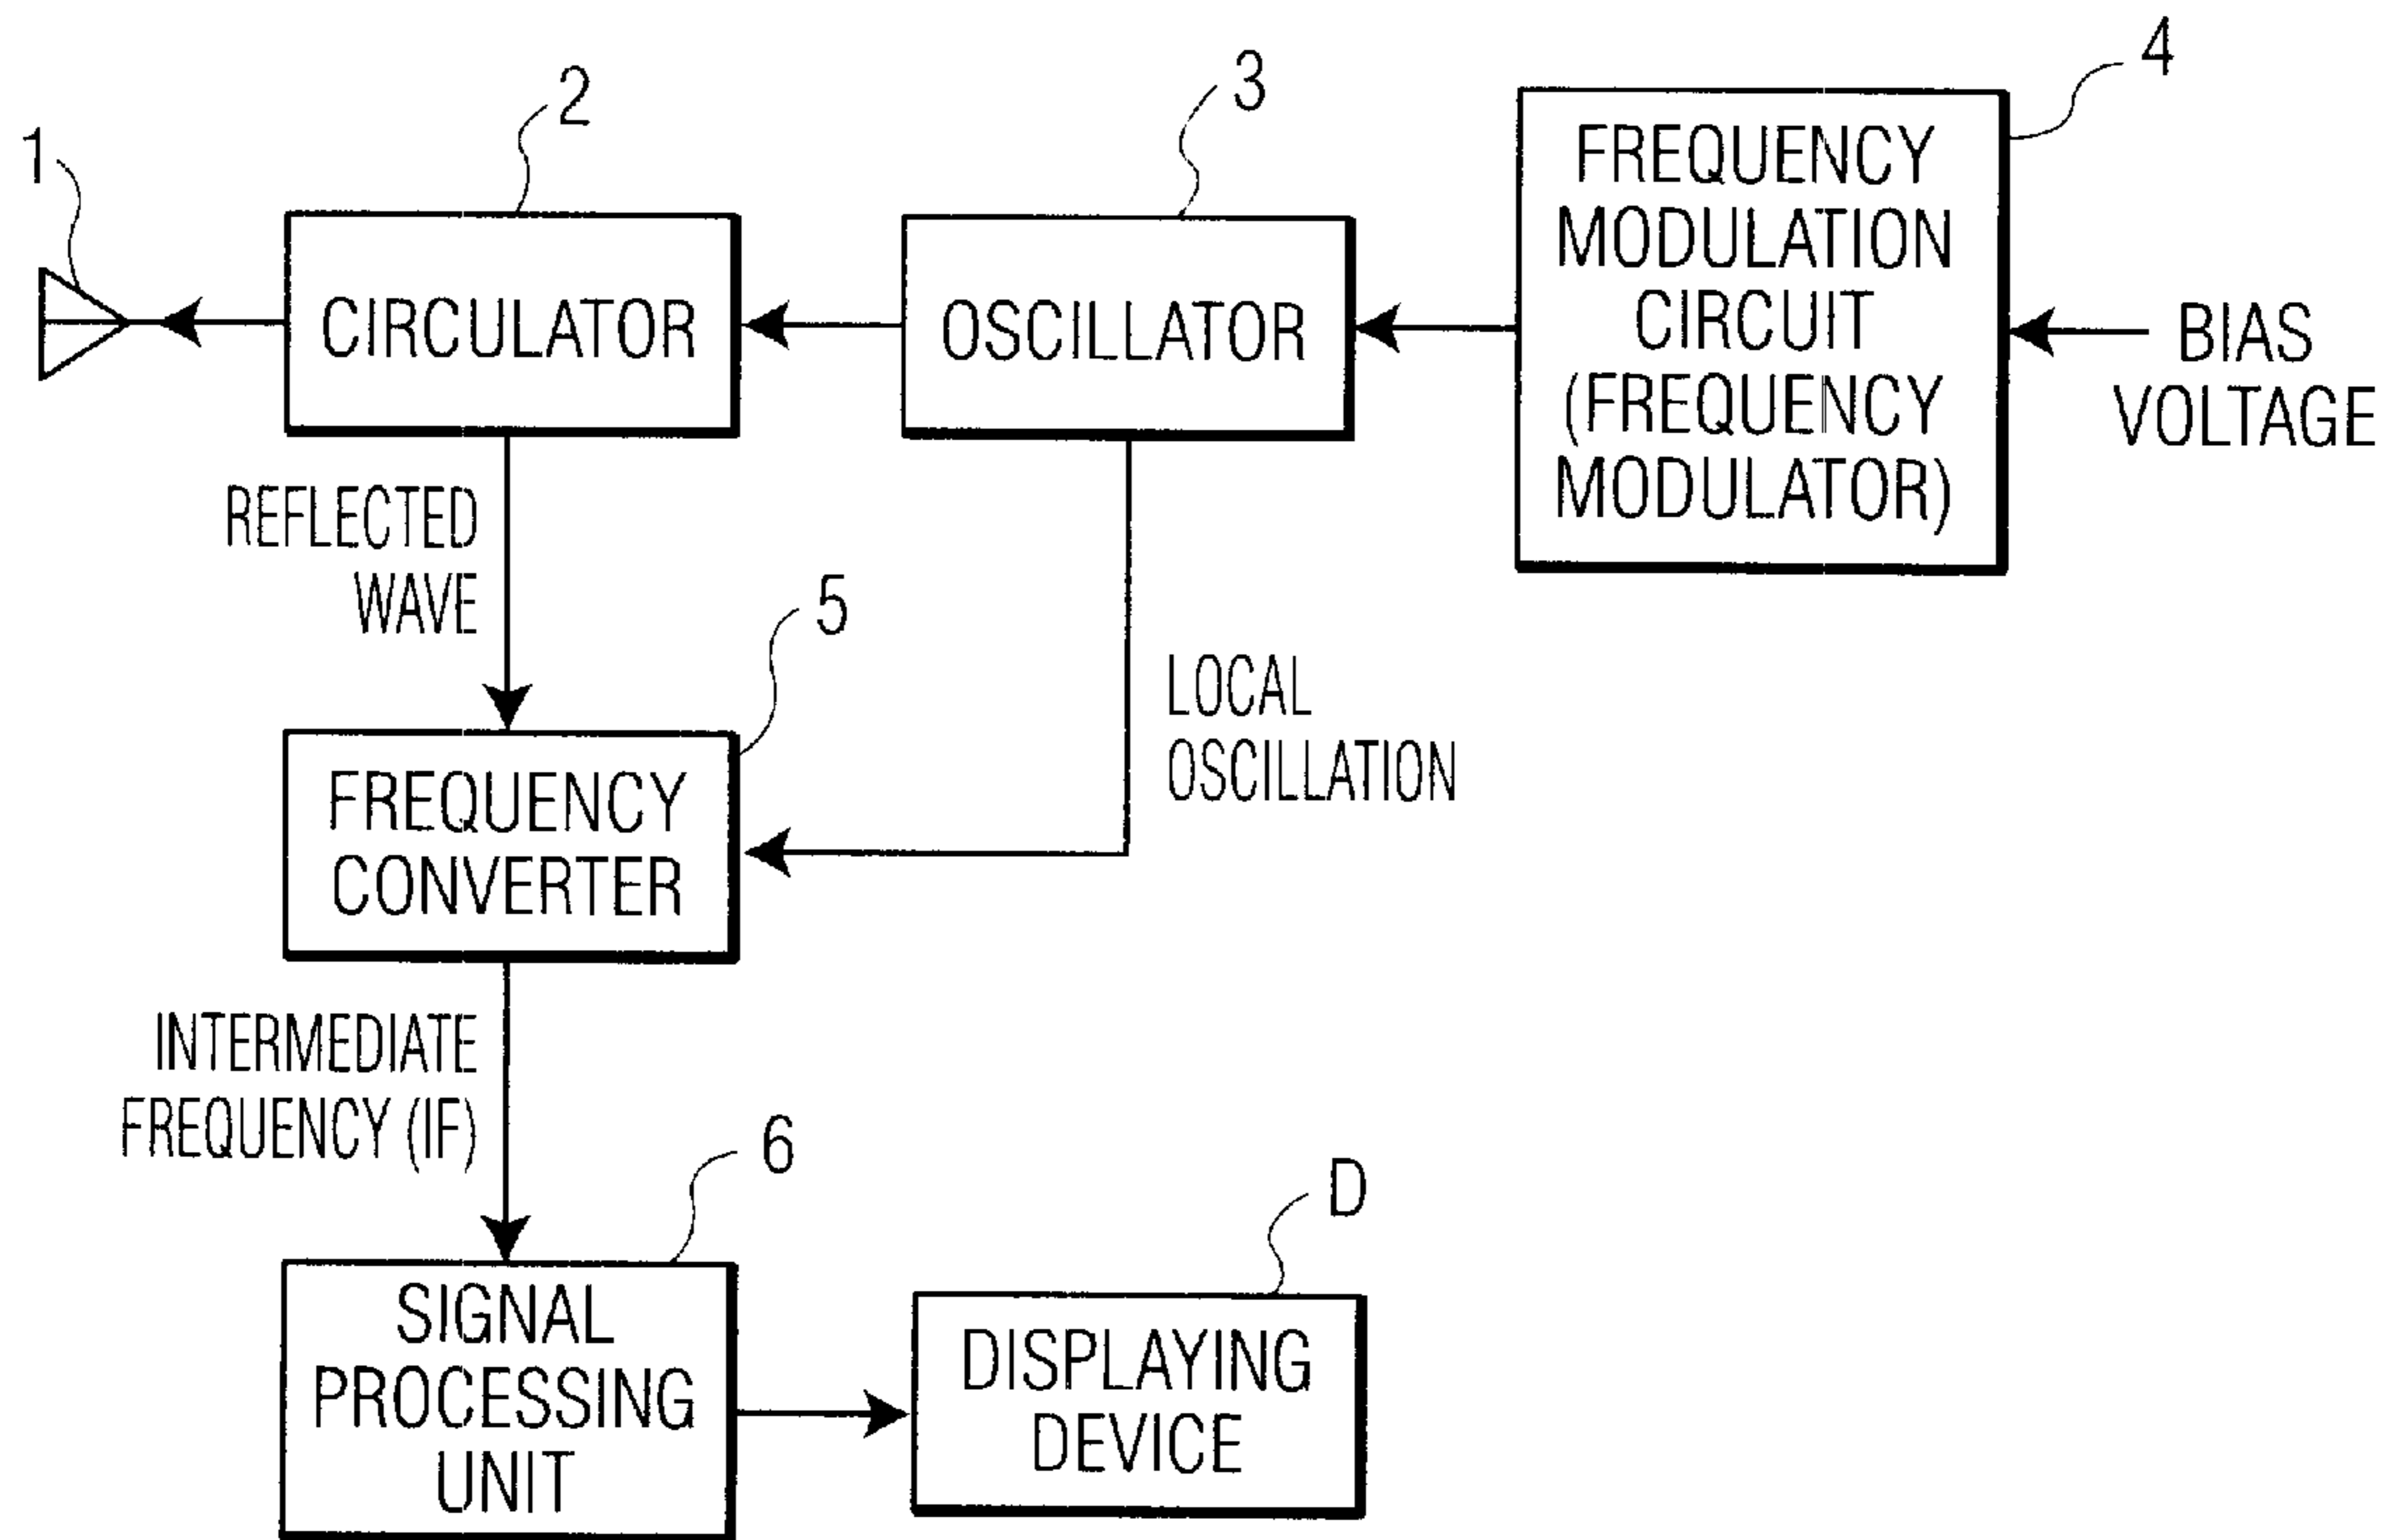 1
2
3
4
CIRCULATOR
OSCILLATOR
FREQUENCY
MODULATION
CIRCUIT
(FREQUENCY
MODULATOR)
BIAS
VOLTAGE
REFLECTED
WAVE
5
LOCAL
OSCILLATION
FREQUENCY
CONVERTER
INTERMEDIATE
FREQUENCY (IF)
6
D
SIGNAL
PROCESSING
UNIT
DISPLAYING
DEVICE